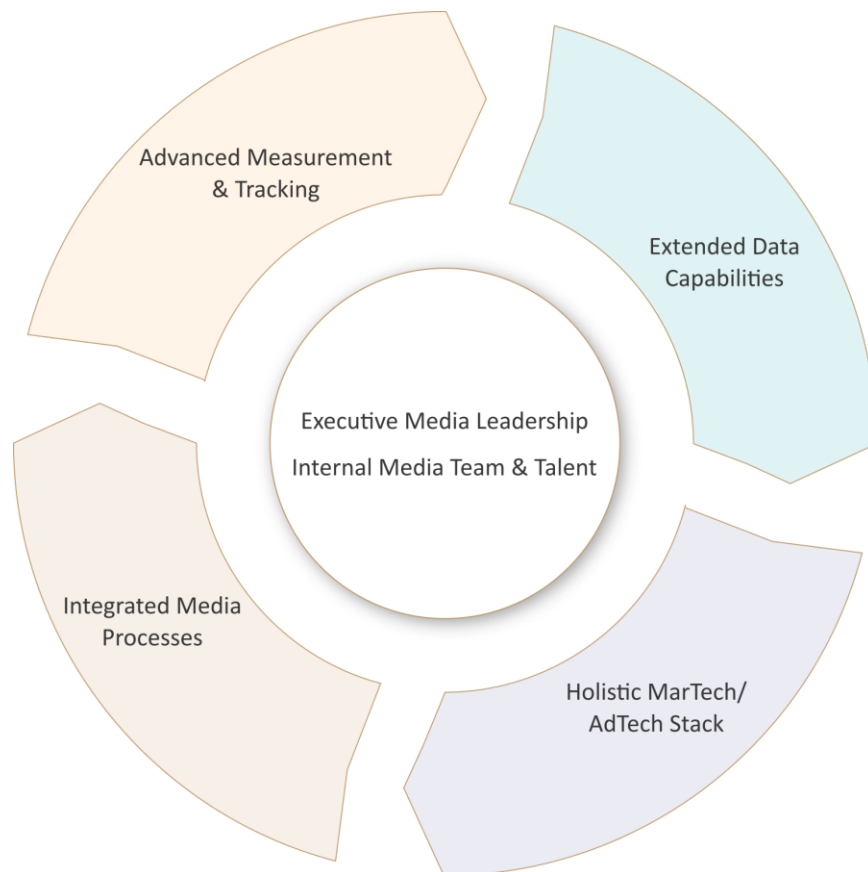 Advanced Measurement
& Tracking
Extended Data
Capabilities
Executive Media Leadership
Internal Media Team & Talent
Integrated Media
Processes
Holistic MarTech/
AdTech Stack